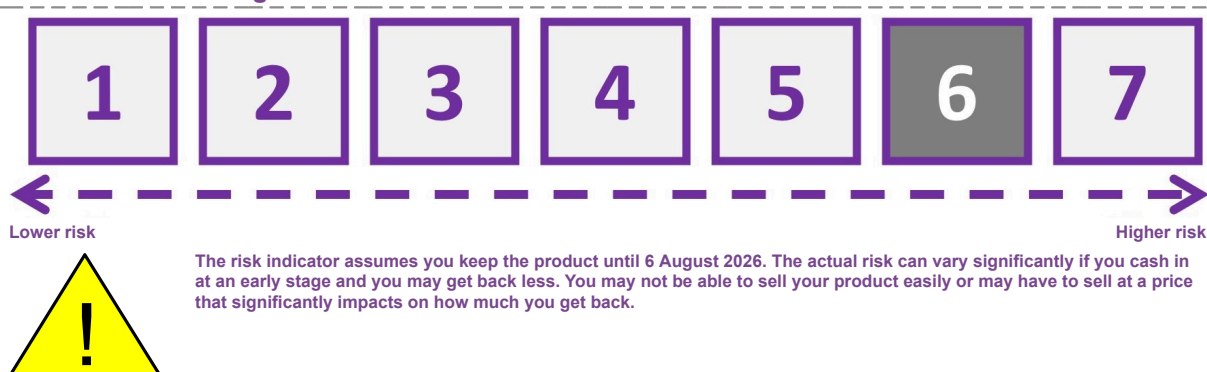 1 2 3 4 5 6 7
Lower risk Higher risk
The risk indicator assumes you keep the product until 6 August 2026. The actual risk can vary significantly if you cash in
at an early stage and you may get back less. You may not be able to sell your product easily or may have to sell at a price
that significantly impacts on how much you get back.
!